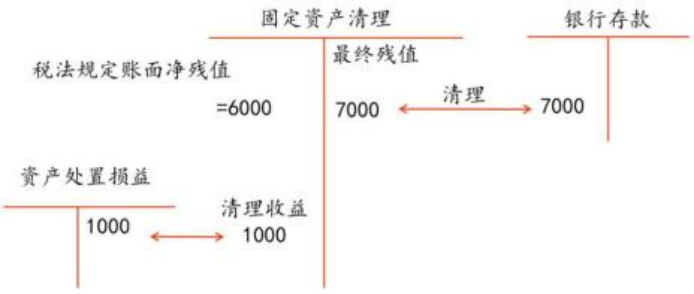 固定资产清理
银行存款
最终残值
税法规定账面净残值
=6000
7000
清理
7000
资产处置损益
清理收益
1000
1000